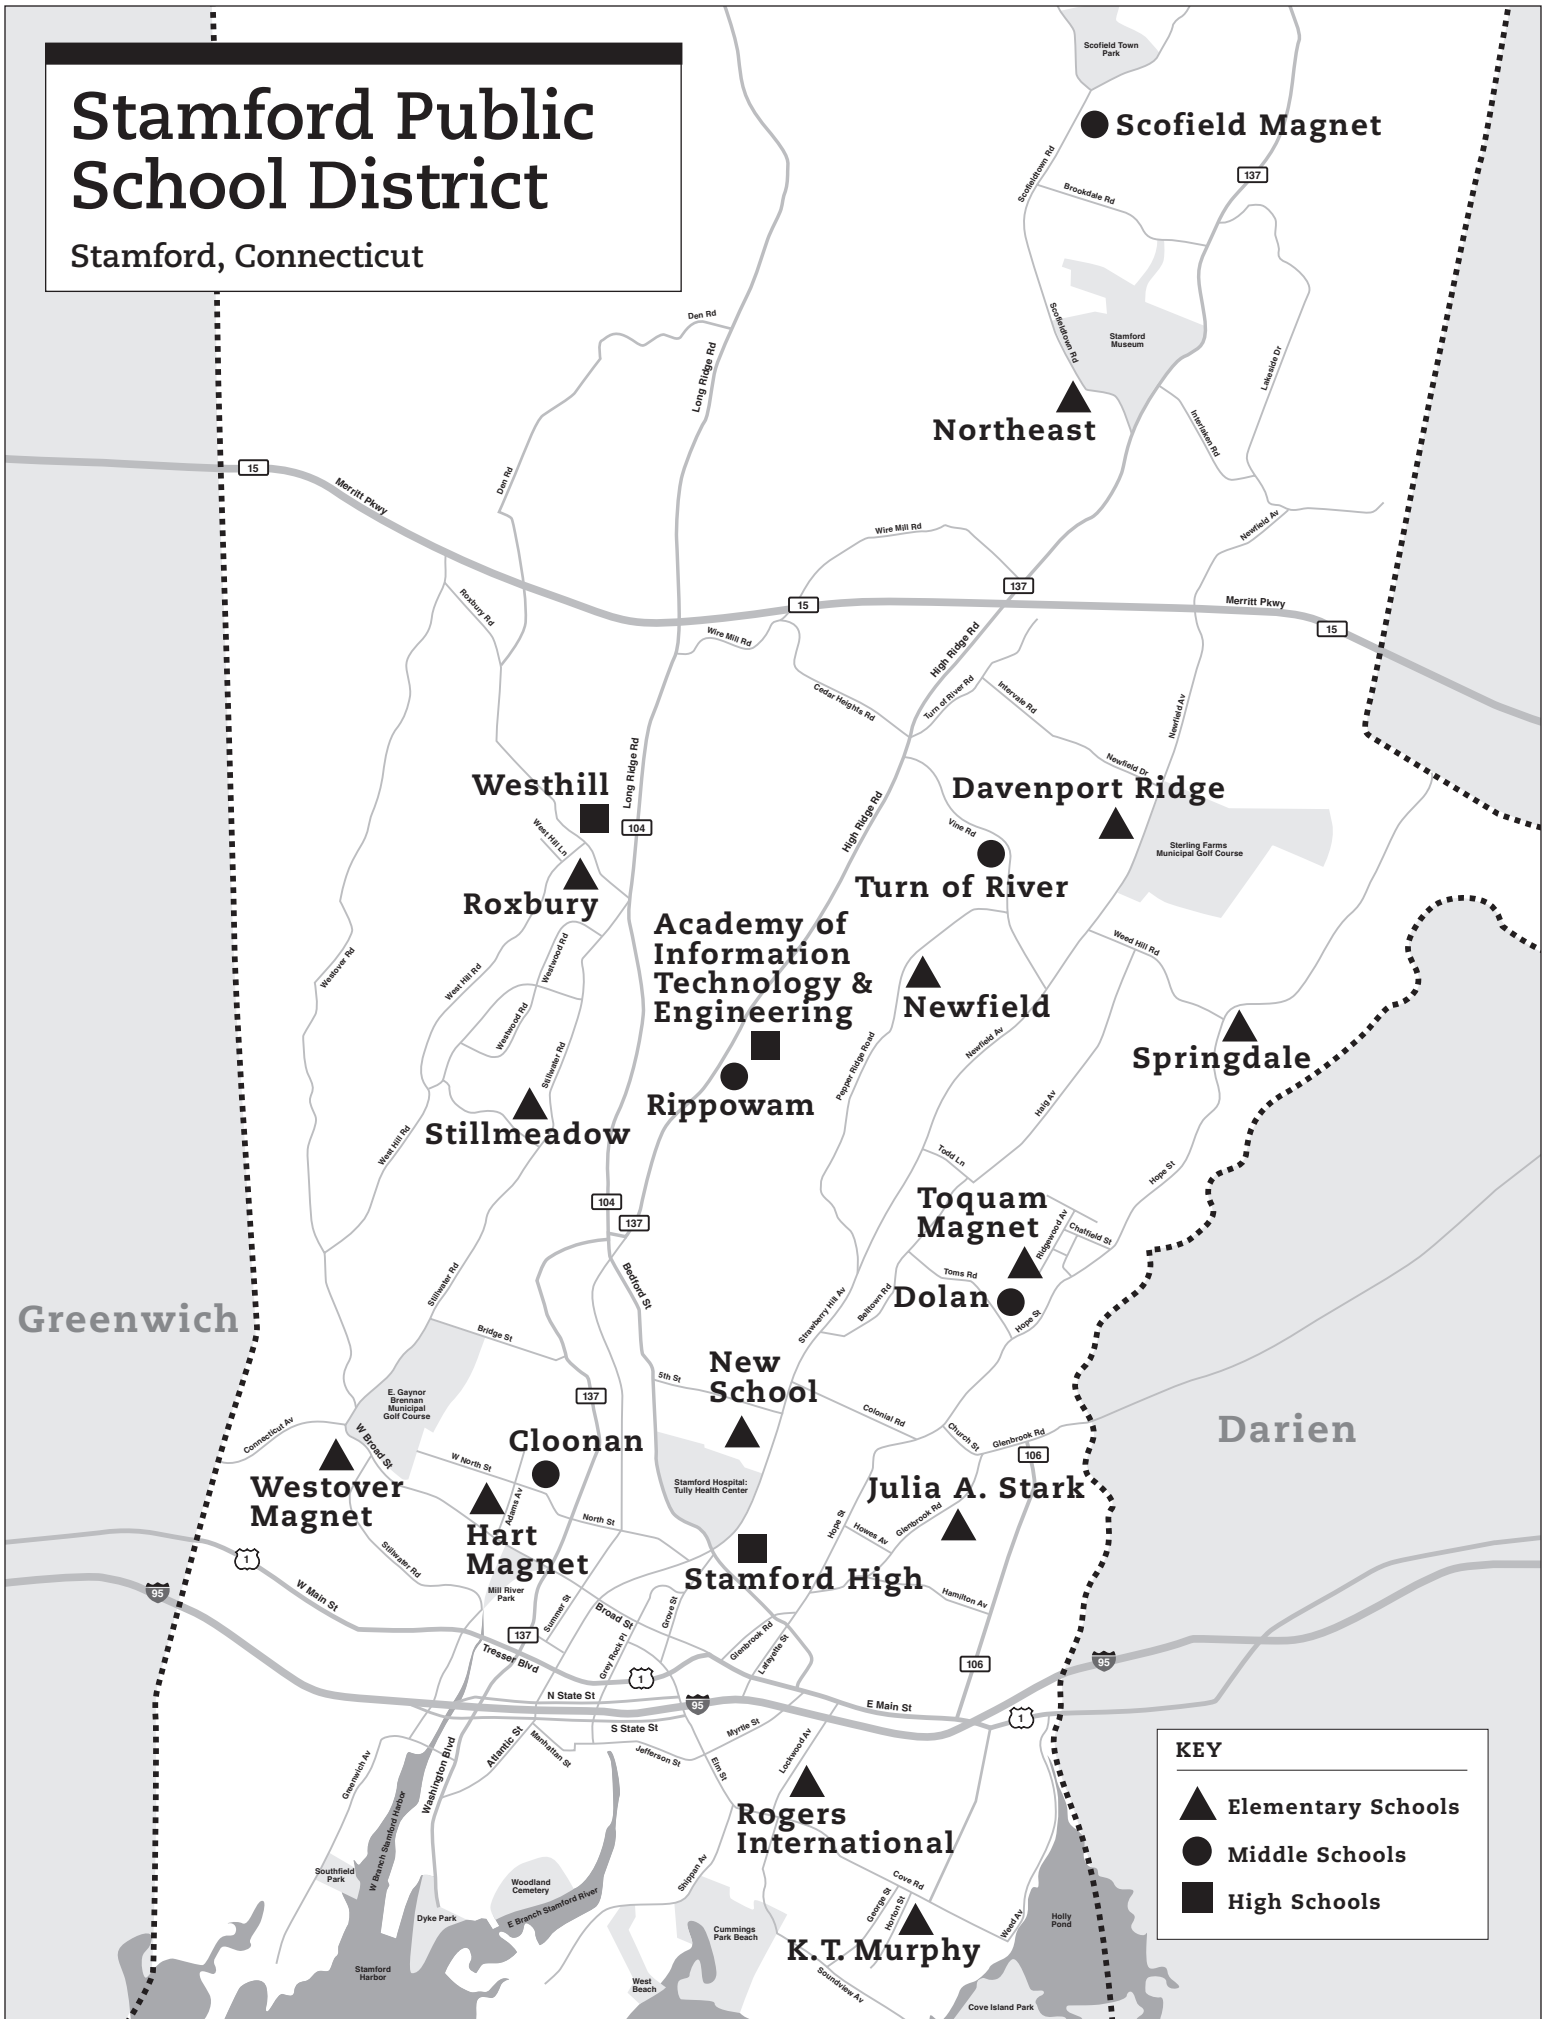 Stamford Public
School District
Stamford, Connecticut
Scofield Town
Park
Scofield Magnet
137
Scofieldtown Rd
Brookdale Rd
Scofieldtown Rd
Stamford
Museum
Lakeside Dr
Den Rd
Long Ridge Rd
Northeast
Interlaken Rd
15
Merritt Pkwy
Den Rd
Wire Mill Rd
Newfield Av
137
15
Merritt Pkwy
15
Roxbury Rd
Wire Mill Rd
High Ridge Rd
Cedar Heights Rd
Turn of River Rd
Intervale Rd
Newfield Av
Newfield Dr
Westhill
Long Ridge Rd
104
High Ridge Rd
Davenport Ridge
West Hill Ln
Vine Rd
Sterling Farms
Municipal Golf Course
Roxbury
Turn of River
Academy of
Information
Technology &
Engineering
Westover Rd
West Hill Rd
Westwood Rd
Westwood Rd
Weed Hill Rd
Newfield
Stillwater Rd
Pepper Ridge Road
Newfield Av
Springdale
Rippowam
Haig Av
Stillmeadow
West Hill Rd
Todd Ln
Hope St
104
137
Toquam
Magnet
Ridgewood Av
Chatfield St
Bedford St
Stillwater Rd
Toms Rd
Dolan
Hope St
Greenwich
Strawberry Hill Av
Belltown Rd
Bridge St
New
School
5th St
137
E. Gaynor
Brennan
Municipal
Golf Course
Colonial Rd
Church St
Glenbrook Rd
106
Darien
Connecticut Av
W Broad St
Cloonan
W North St
Westover
Magnet
Adams Av
Stamford Hospital:
Tully Health Center
Julia A. Stark
North St
Hope St
Howes Av
Glenbrook Rd
Hart
Magnet
Stillwater Rd
1
95
W Main St
Mill River
Park
Stamford High
Hamilton Av
Summer St
Broad St
Grove St
Grey Rock Pl
Glenbrook Rd
Lafayette St
137
Tresser Blvd
1
106
95
N State St
95
E Main St
1
S State St
Myrtle St
Manhattan St
Atlantic St
Jefferson St
Elm St
Lockwood Av
Greenwich Av
Washington Blvd
W Branch Stamford Harbor
Rogers
International
KEY
Elementary Schools
Middle Schools
High Schools
Southfield
Park
Woodland
Cemetery
Dyke Park
E Branch Stamford River
Shippan Av
Cove Rd
George St
Horton St
Weed Av
Holly
Pond
Cummings
Park Beach
K.T. Murphy
Stamford
Harbor
West
Beach
Soundview Av
Cove Island Park